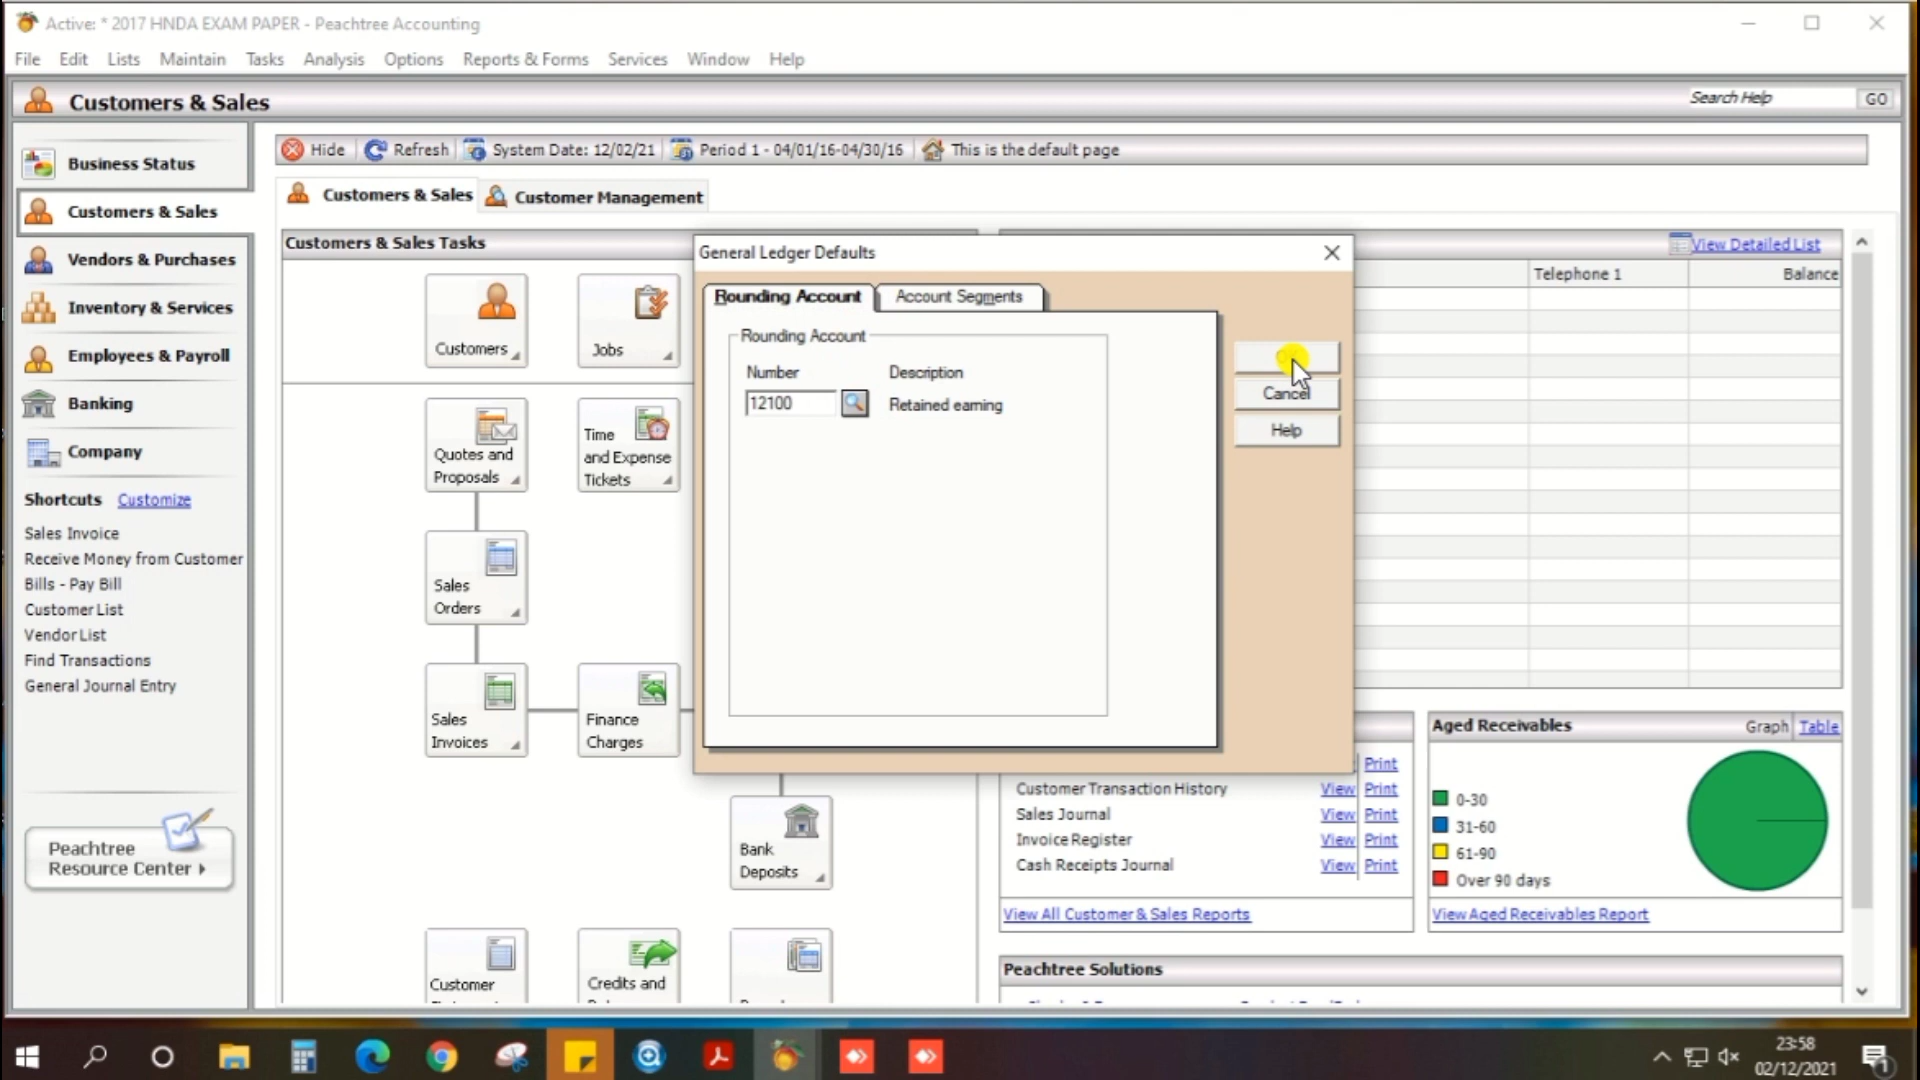 Active: * 2017 HNDA EXAM PAPER - Peachtree Accounting
File Edit Lists Maintain Tasks Analysis Options Reports & Forms Services Window Help
Customers & Sales
Search Help GO
Business Status
Customers & Sales
Vendors & Purchases
Inventory & Services
Employees & Payroll
Banking
Company
Shortcuts Customize
Sales Invoice
Receive Money from Customer
Bills - Pay Bill
Customer List
Vendor List
Find Transactions
General Journal Entry
Peachtree
Resource Center
Hide Refresh System Date: 12/02/21 Period 1 - 04/01/16-04/30/16 This is the default page
Customers & Sales Customer Management
Customers & Sales Tasks
Customers
Jobs
Quotes and
Proposals
Time
and Expense
Tickets
Sales
Orders
Sales
Invoices
Finance
Charges
Bank
Deposits
Customer
Credits and
General Ledger Defaults
Rounding Account Account Segments
Rounding Account
Number Description
12100 Retained earning
Cancel
Help
View Detailed List
Telephone 1 Balance
View Print
Customer Transaction History View Print
Sales Journal View Print
Invoice Register View Print
Cash Receipts Journal View Print
View All Customer & Sales Reports
Aged Receivables Graph Table
0-30
31-60
61-90
Over 90 days
View Aged Receivables Report
Peachtree Solutions
23:58
02/12/2021
1